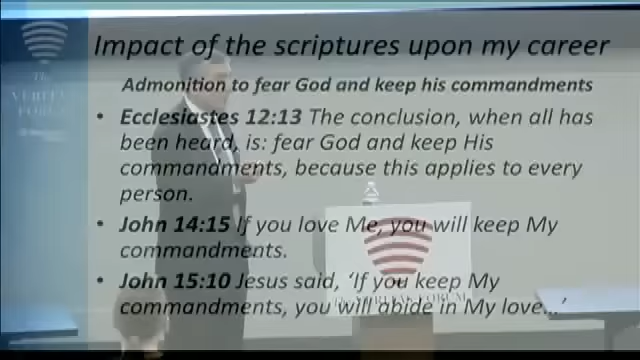 Impact of the scriptures upon my career
Admonition to fear God and keep his commandments
• Ecclesiastes 12:13 The conclusion, when all has
been heard, is: fear God and keep His
commandments, because this applies to every
person.
• John 14:15 If you love Me, you will keep My
commandments.
• John 15:10 Jesus said, ‘If you keep My
commandments, you will abide in My love…’
The
VERITAS
FORUM